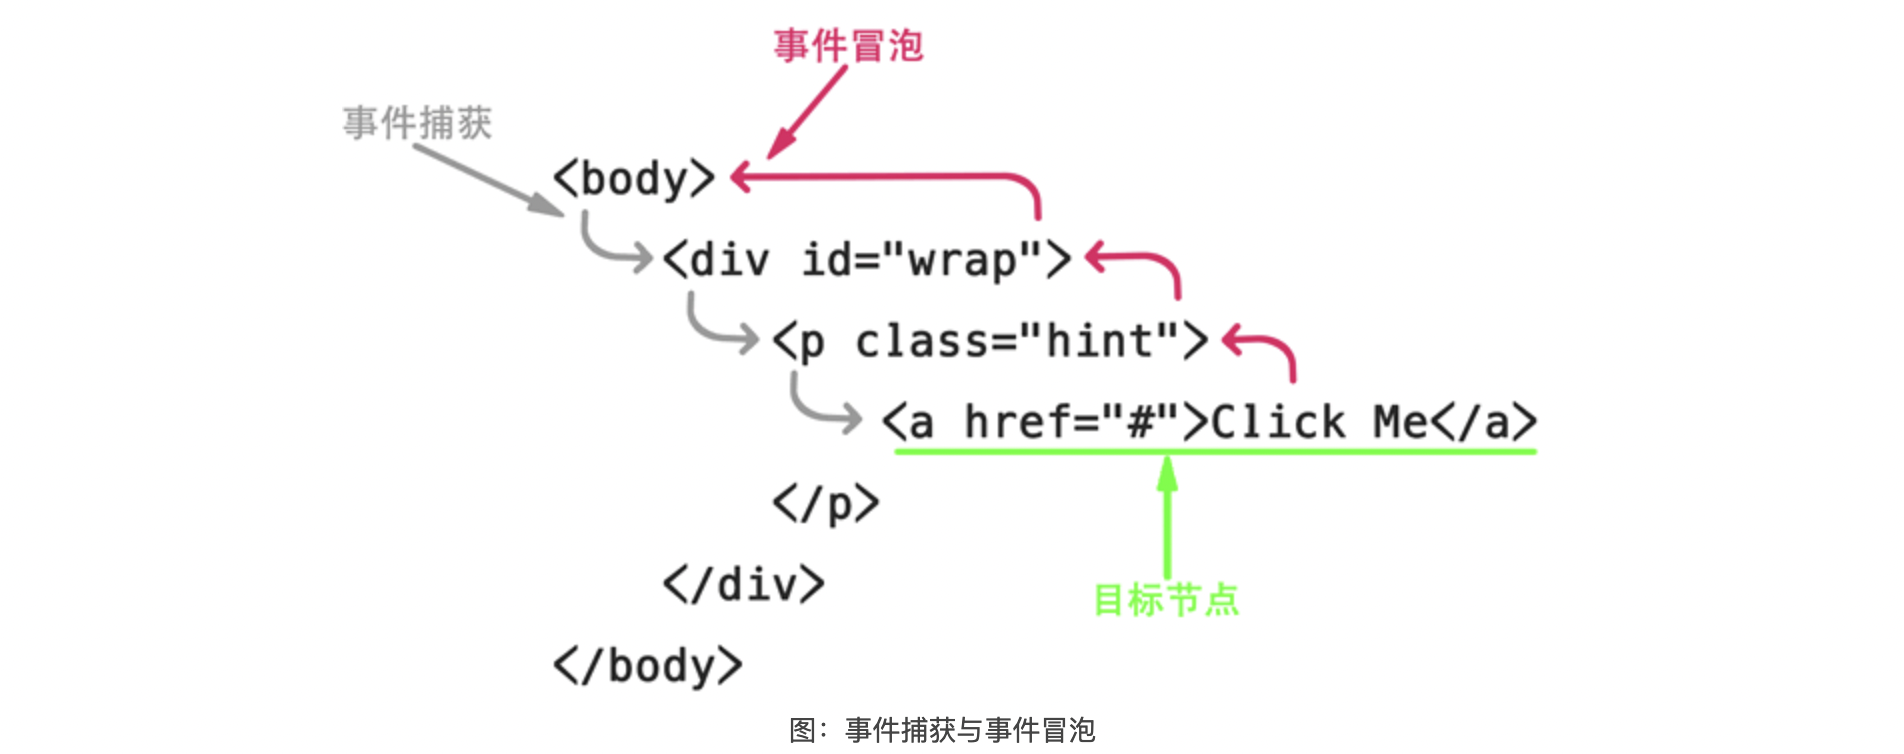 事件冒泡
事件捕获
<body>
<div id="wrap">
<p class="hint">
<a href="#">Click Me</a>
</p>
</div>
目标节点
</body>
图：事件捕获与事件冒泡